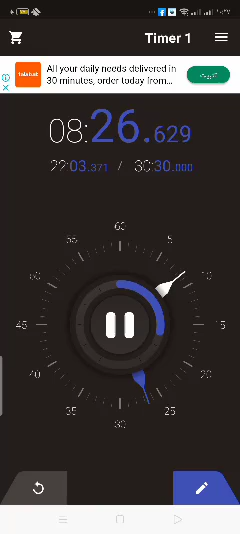 Timer 1
talabat
All your daily needs delivered in
30 minutes, order today from...
08:26.629
22:03.371 / 30:30.000
60
55
5
50
10
45
15
40
20
35
25
30